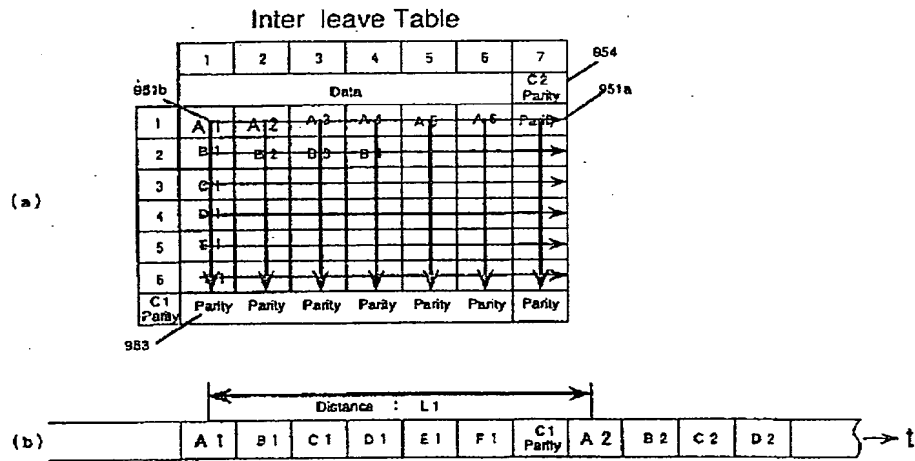 Inter leave Table
1 2 3 4 5 6 7
954
Data
C2 Parity
951b
951a
1 A 1 A 2 A 3 A 4 A 5 A 6 Parity
2 B 1 B 2 B 3 B 4
(a)
3 C 1
4 D 1
5 E 1
6
C1 Parity Parity Parity Parity Parity Parity Parity Parity
953
Distance : L 1
(b) A 1 B 1 C 1 D 1 E 1 F 1 C1 Parity A 2 B 2 C 2 D 2 t